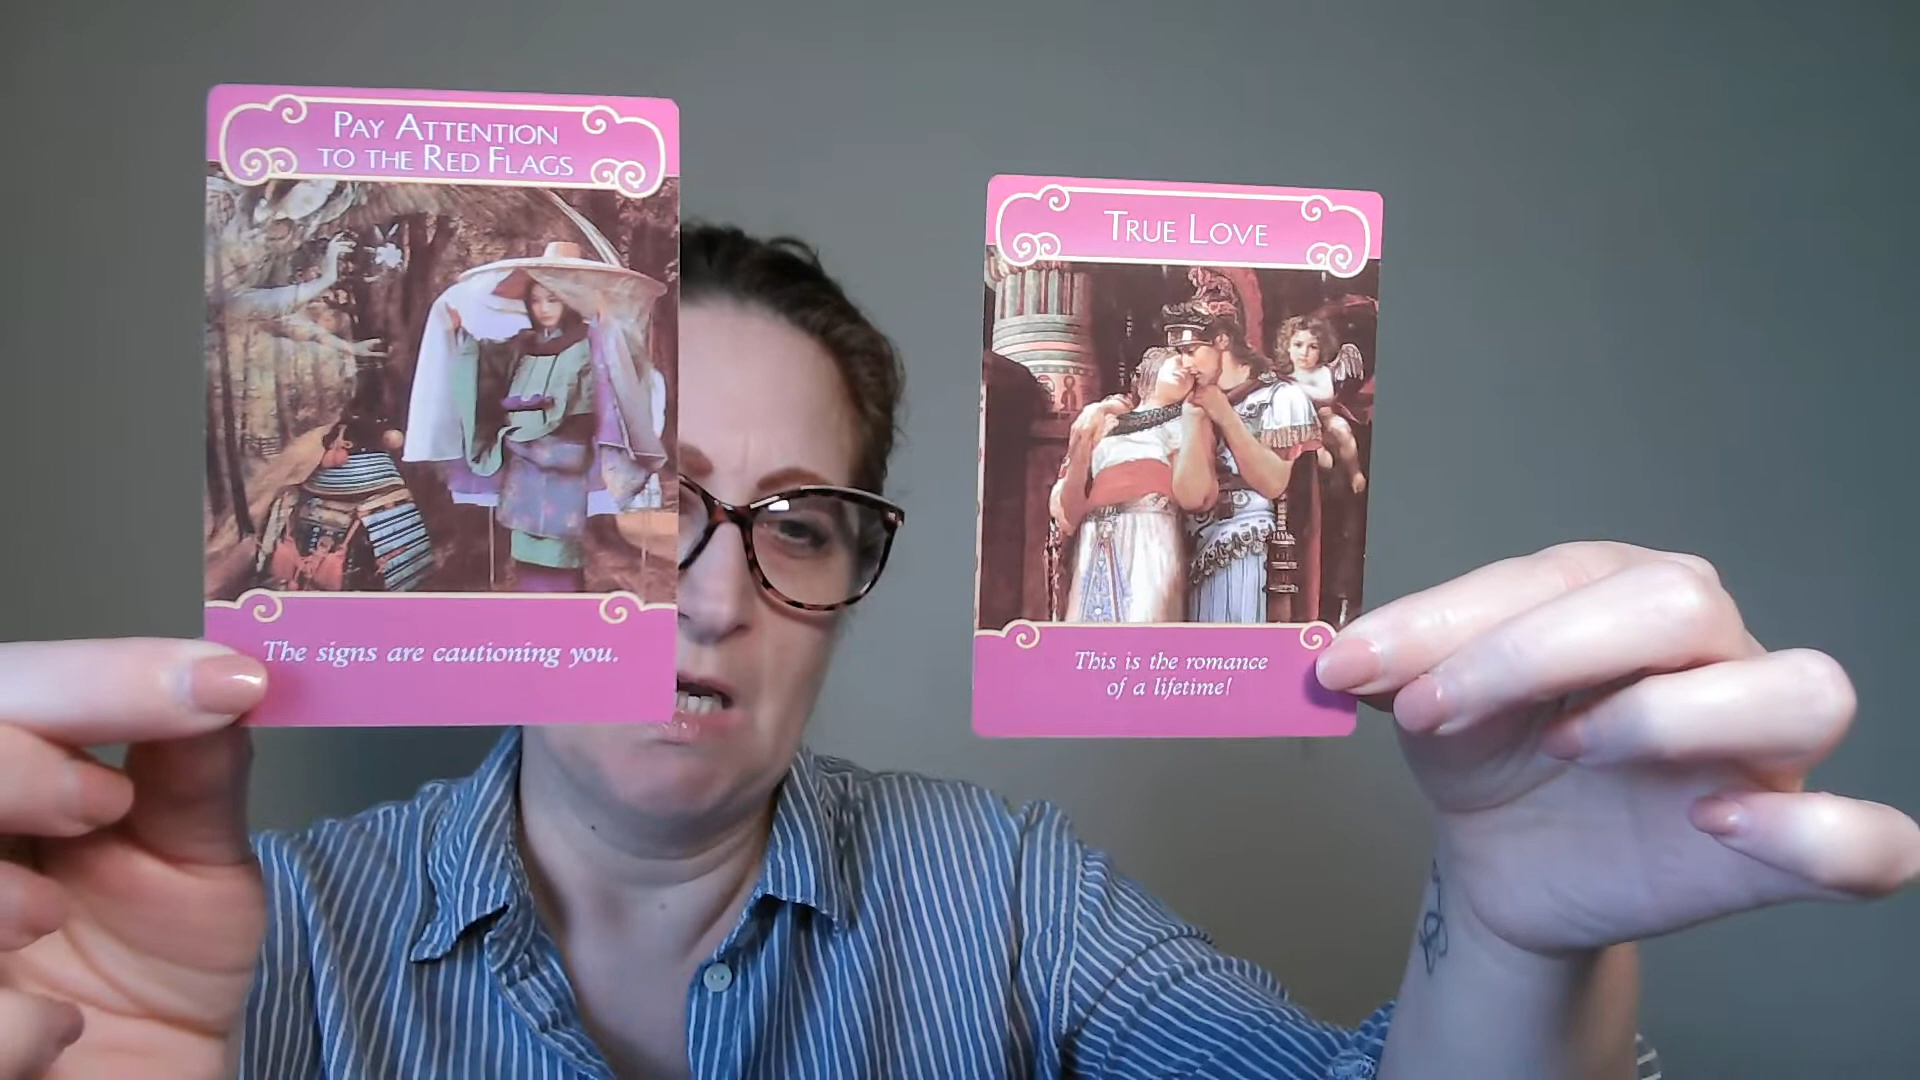 Pay Attention
to the Red Flags
The signs are cautioning you.
True Love
This is the romance
of a lifetime!